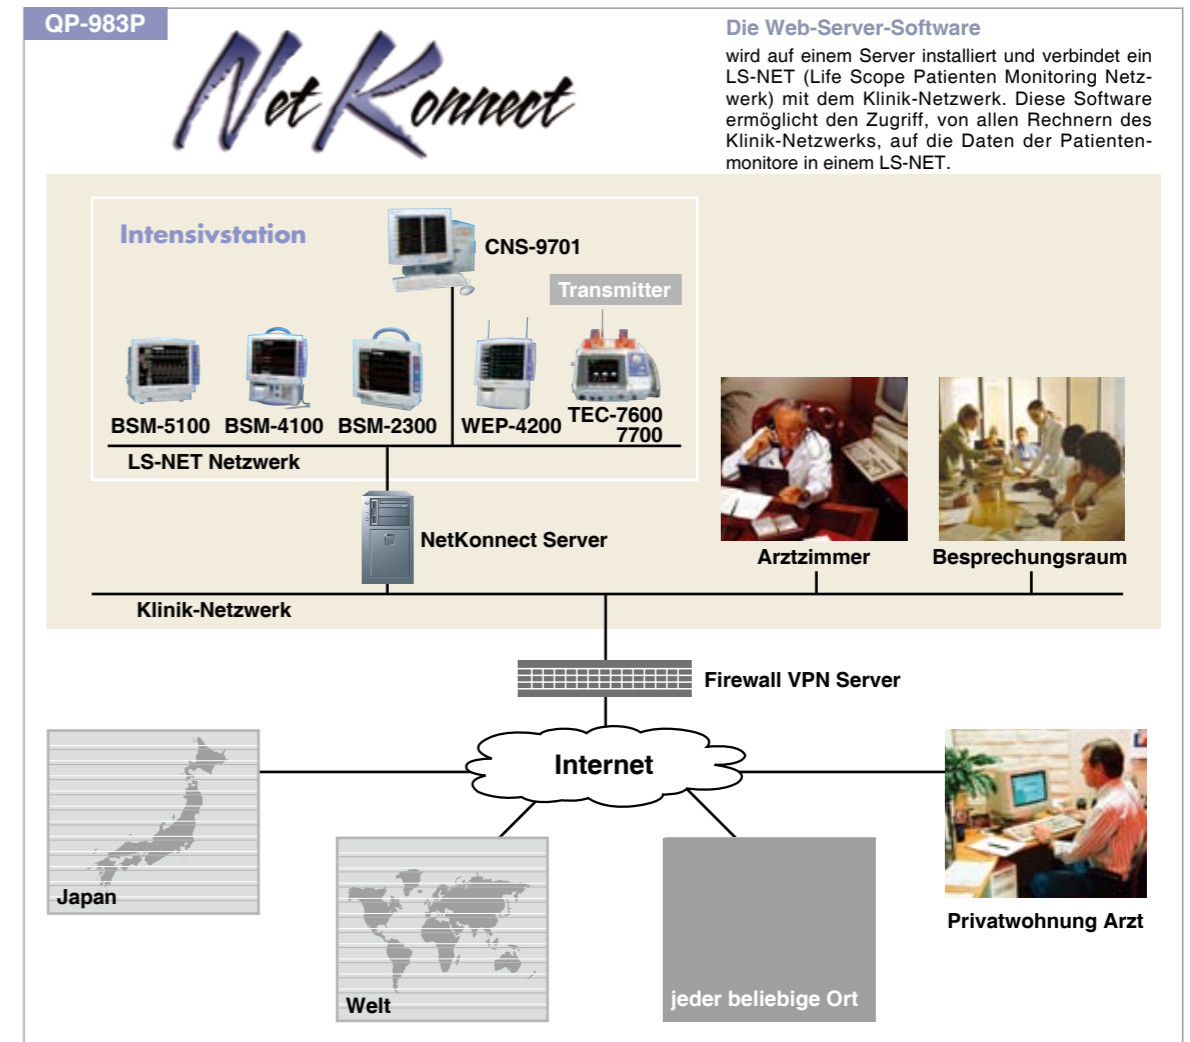 QP-983P
NetKonnect
Die Web-Server-Software
wird auf einem Server installiert und verbindet ein
LS-NET (Life Scope Patienten Monitoring Netz-
werk) mit dem Klinik-Netzwerk. Diese Software
ermöglicht den Zugriff, von allen Rechnern des
Klinik-Netzwerks, auf die Daten der Patienten-
monitore in einem LS-NET.
Intensivstation
CNS-9701
Transmitter
BSM-5100 BSM-4100 BSM-2300 WEP-4200 TEC-7600
7700
LS-NET Netzwerk
NetKonnect Server
Arztzimmer
Besprechungsraum
Klinik-Netzwerk
Firewall VPN Server
Internet
Japan
Welt
jeder beliebige Ort
Privatwohnung Arzt